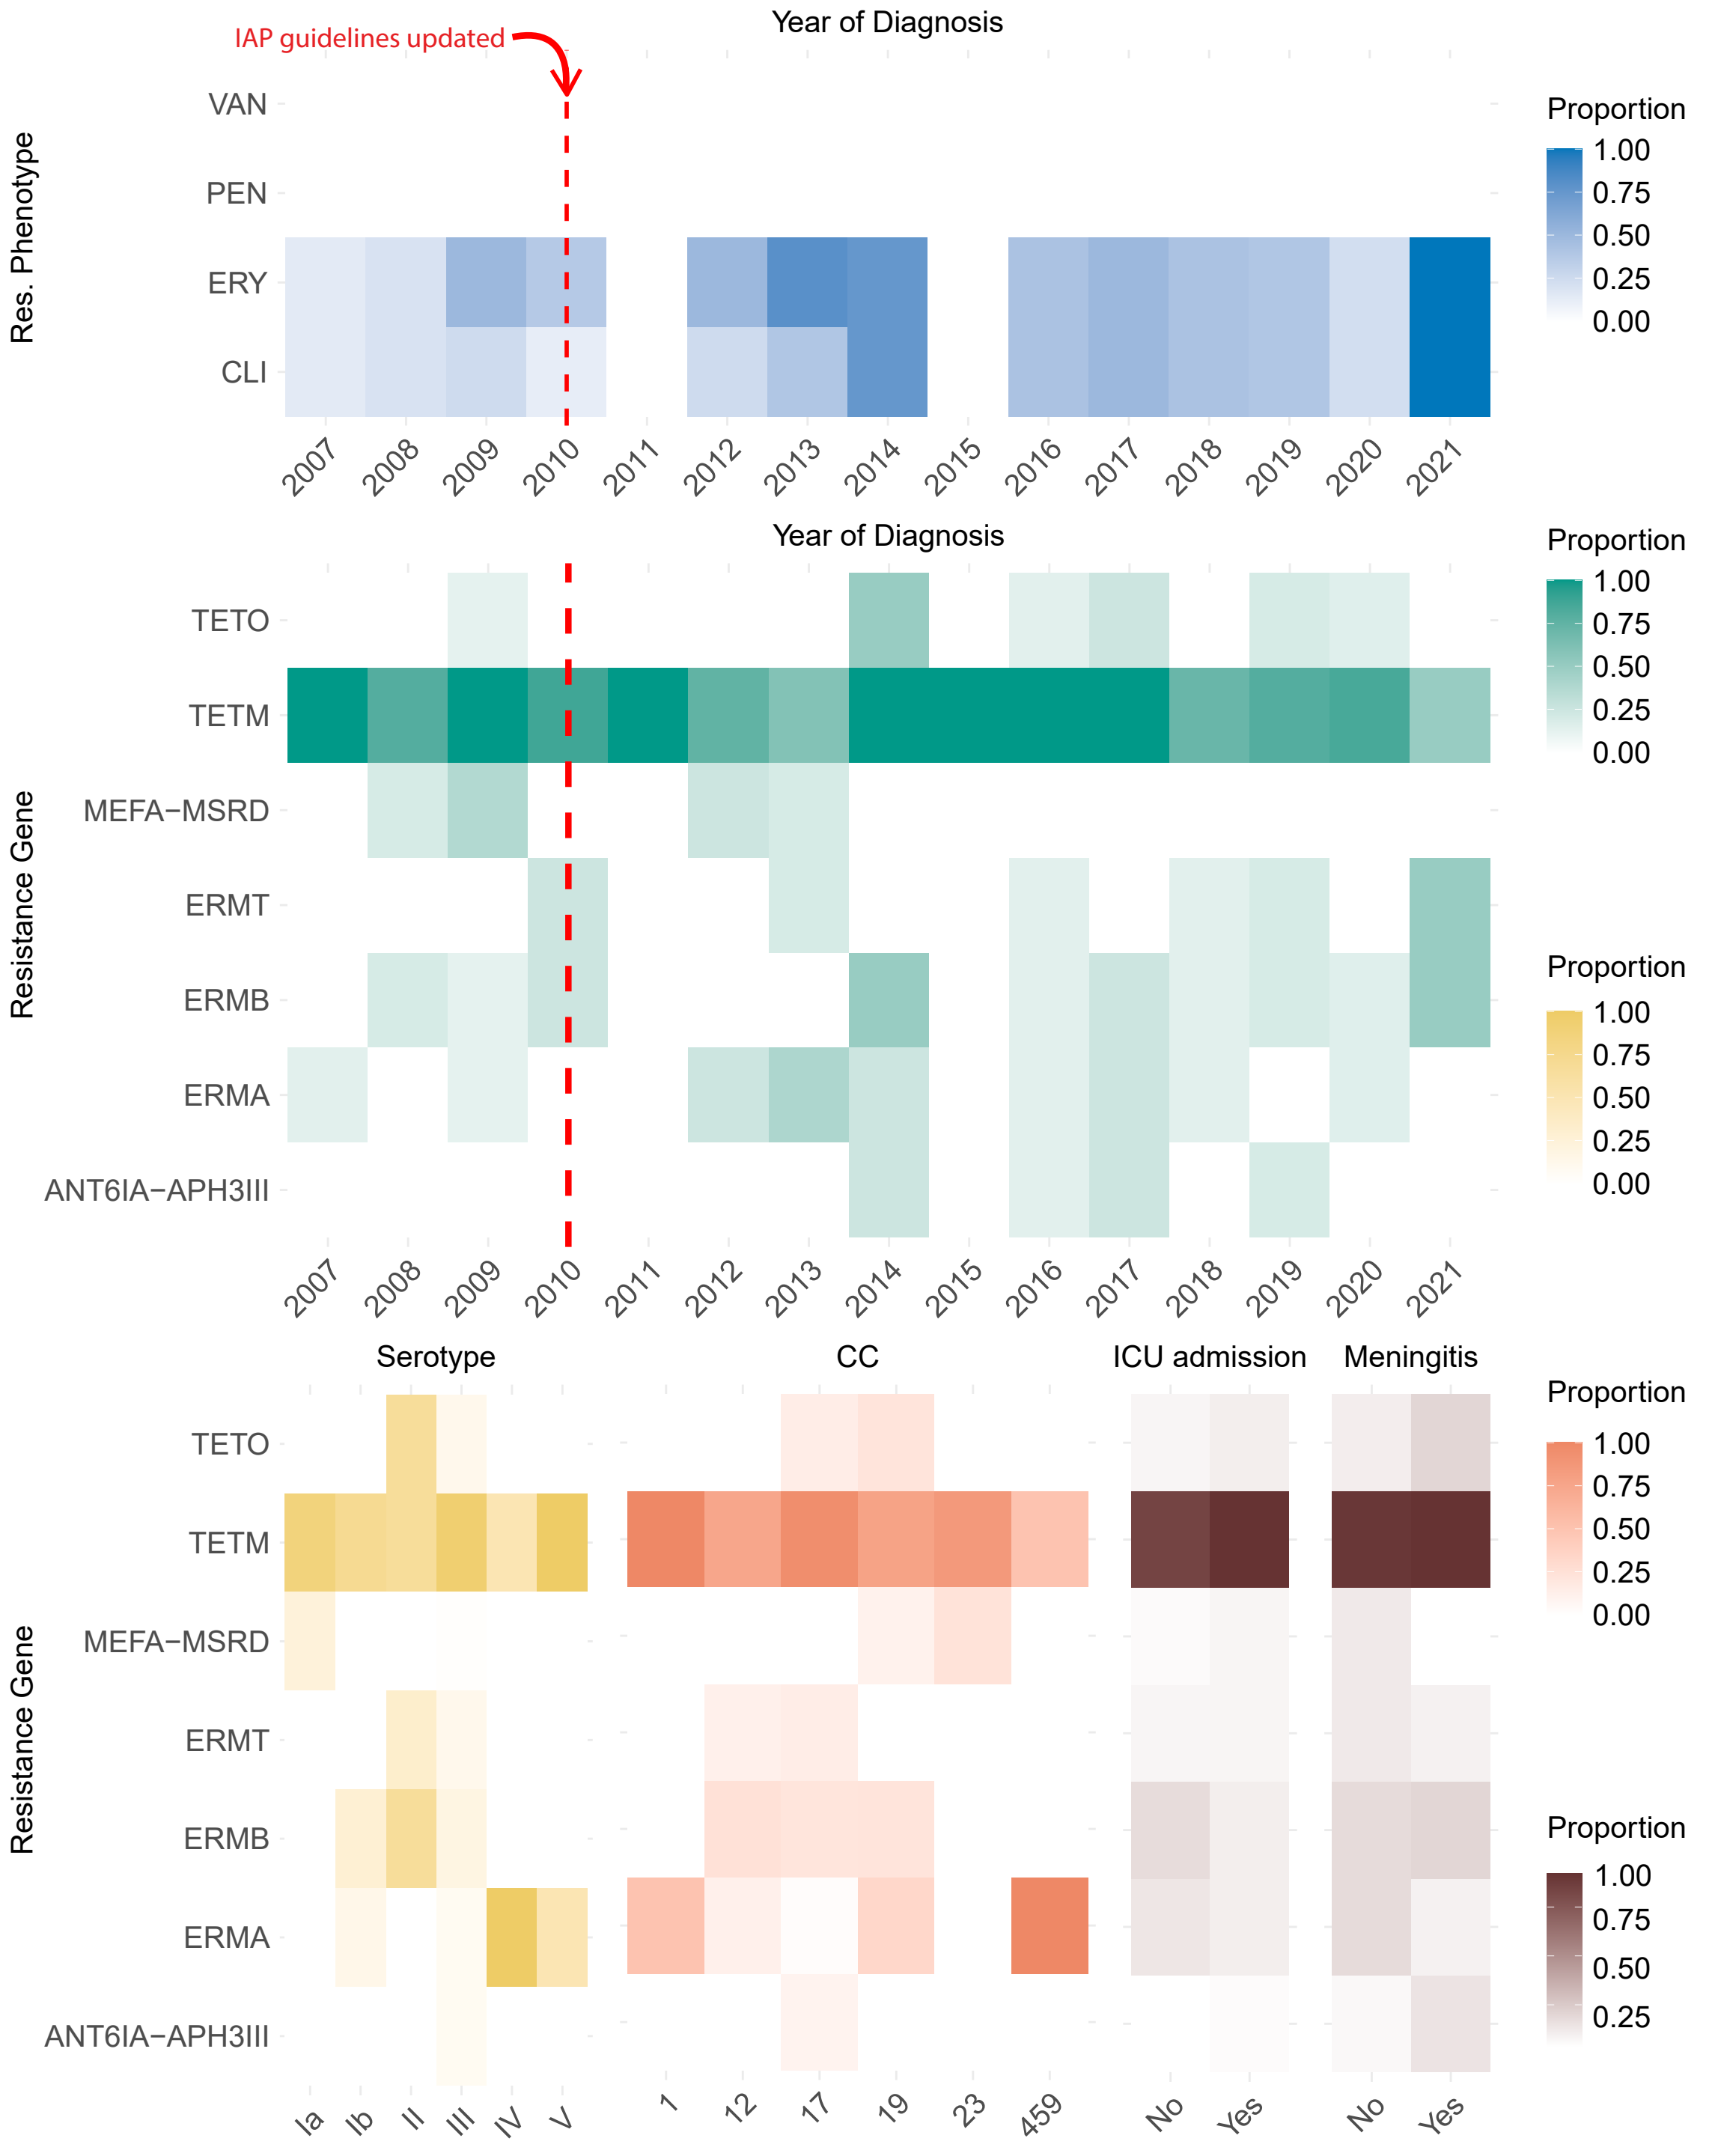 Year of Diagnosis
IAP guidelines updated
Res. Phenotype
VAN
PEN
ERY
CLI
2007 2008 2009 2010 2011 2012 2013 2014 2015 2016 2017 2018 2019 2020 2021
Proportion
1.00
0.75
0.50
0.25
0.00
Year of Diagnosis
Resistance Gene
TETO
TETM
MEFA−MSRD
ERMT
ERMB
ERMA
ANT6IA−APH3III
2007 2008 2009 2010 2011 2012 2013 2014 2015 2016 2017 2018 2019 2020 2021
Proportion
1.00
0.75
0.50
0.25
0.00
Proportion
1.00
0.75
0.50
0.25
0.00
Serotype CC ICU admission Meningitis
Resistance Gene
TETO
TETM
MEFA−MSRD
ERMT
ERMB
ERMA
ANT6IA−APH3III
Ia Ib II III IV V 1 12 17 19 23 459 No Yes No Yes
Proportion
1.00
0.75
0.50
0.25
0.00
Proportion
1.00
0.75
0.50
0.25